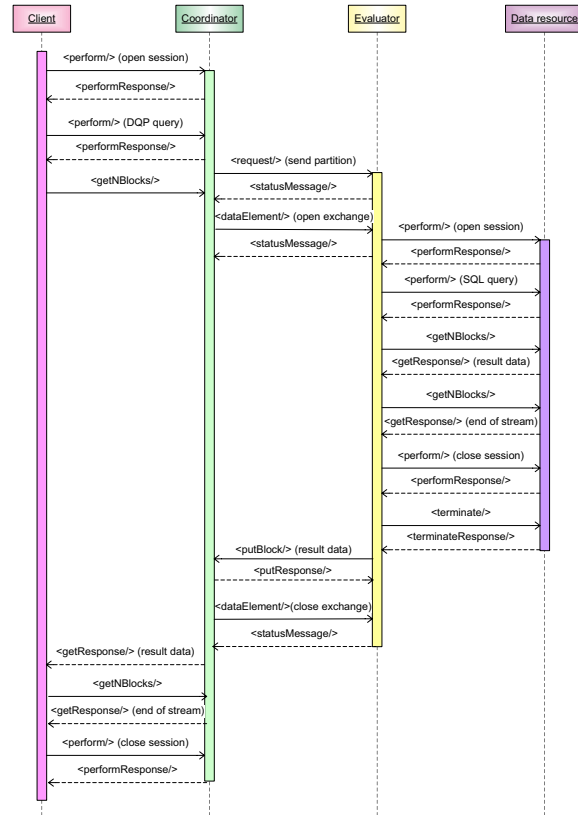 Client
Coordinator
Evaluator
Data resource
<perform/> (open session)
<performResponse/>
<perform/> (DQP query)
<performResponse/>
<request/> (send partition)
<getNBlocks/>
<statusMessage/>
<dataElement/> (open exchange)
<perform/> (open session)
<statusMessage/>
<performResponse/>
<perform/> (SQL query)
<performResponse/>
<getNBlocks/>
<getResponse/> (result data)
<getNBlocks/>
<getResponse/> (end of stream)
<perform/> (close session)
<performResponse/>
<terminate/>
<terminateResponse/>
<putBlock/> (result data)
<putResponse/>
<dataElement/>(close exchange)
<statusMessage/>
<getResponse/> (result data)
<getNBlocks/>
<getResponse/> (end of stream)
<perform/> (close session)
<performResponse/>